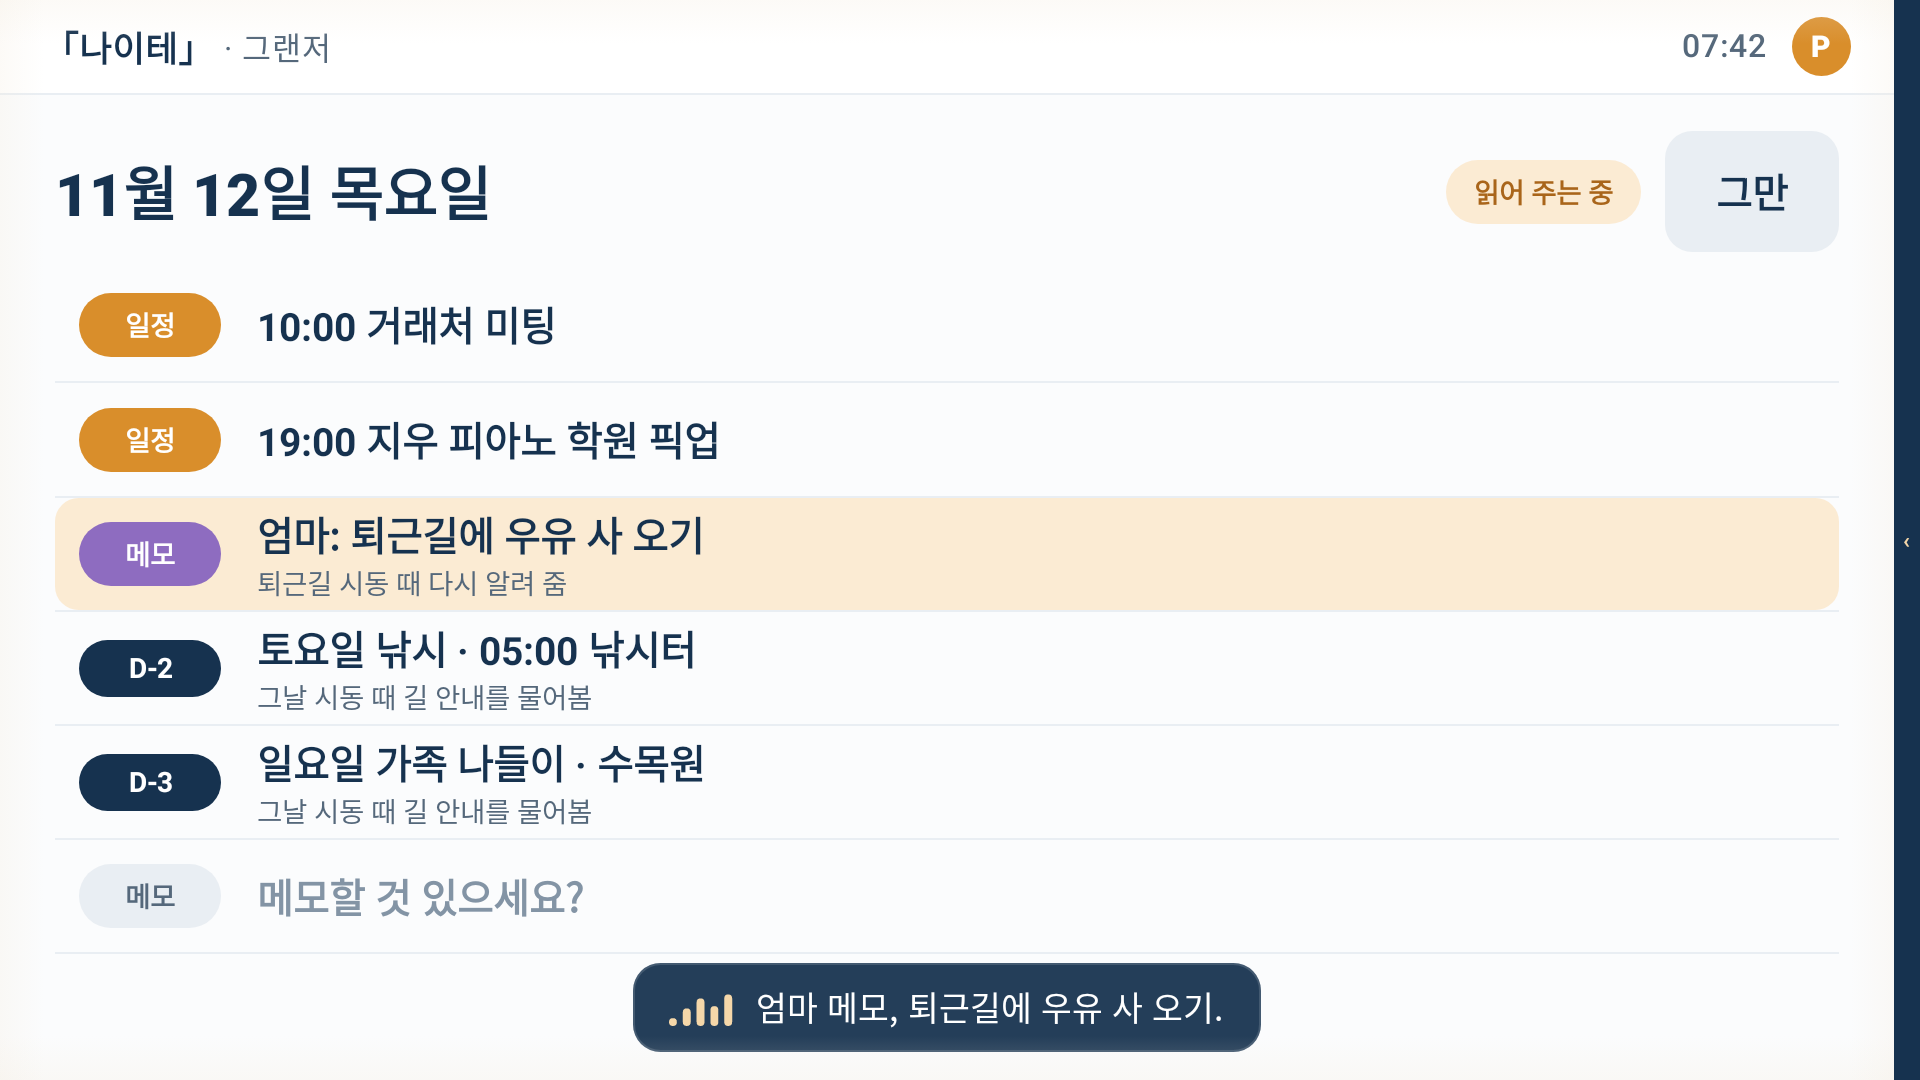 「나이테」 · 그랜저
07:42
P
11월 12일 목요일
읽어 주는 중
그만
일정
10:00 거래처 미팅
일정
19:00 지우 피아노 학원 픽업
메모
엄마: 퇴근길에 우유 사 오기
퇴근길 시동 때 다시 알려 줌
D-2
토요일 낚시 · 05:00 낚시터
그날 시동 때 길 안내를 물어봄
D-3
일요일 가족 나들이 · 수목원
그날 시동 때 길 안내를 물어봄
메모
메모할 것 있으세요?
엄마 메모, 퇴근길에 우유 사 오기.
‹